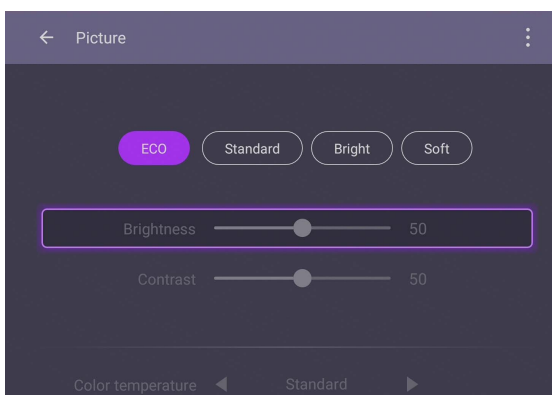 Picture
ECO Standard Bright Soft
Brightness 50
Contrast 50
Color temperature Standard